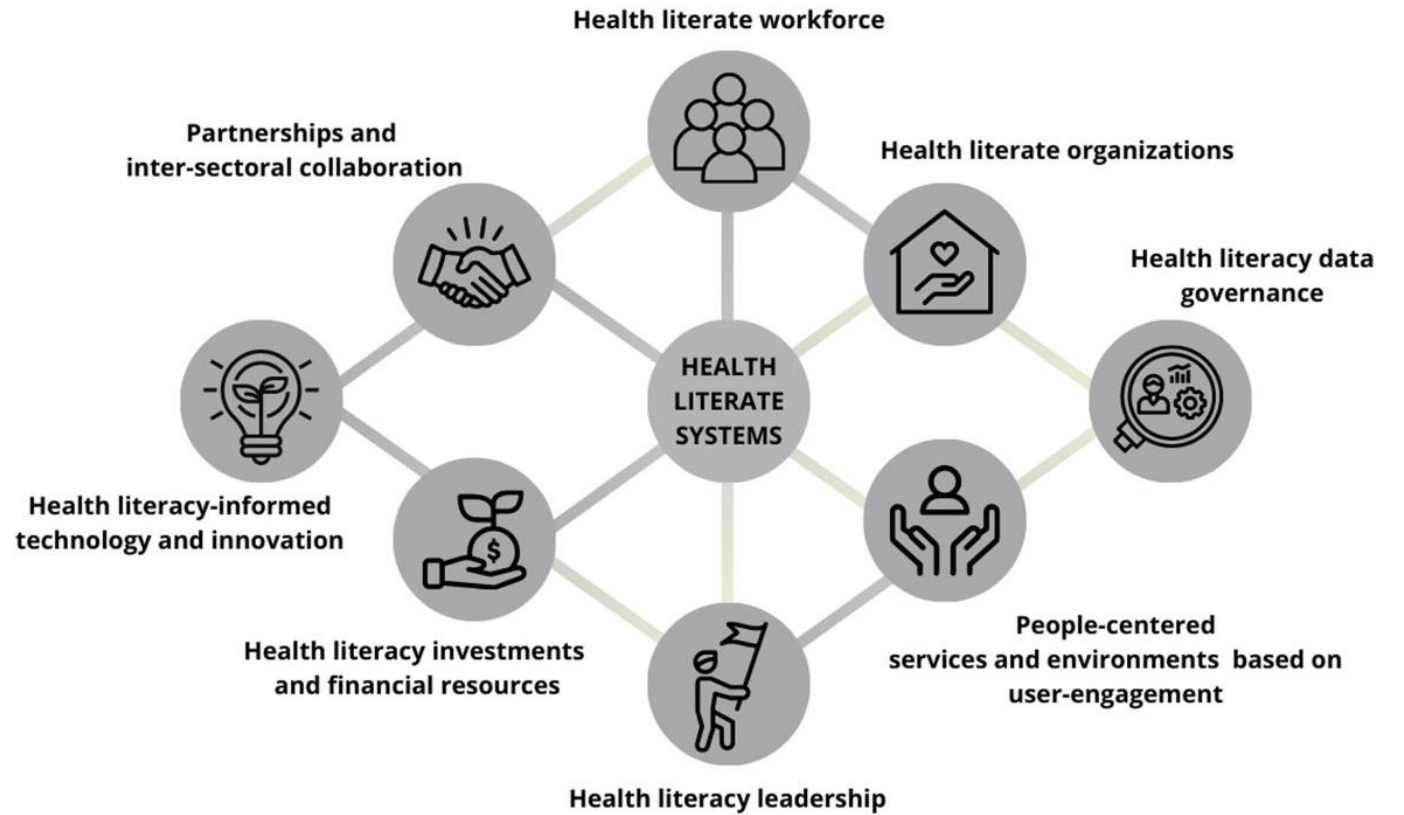 Health literate workforce
Partnerships and
inter-sectoral collaboration
Health literate organizations
Health literacy data
governance
HEALTH
LITERATE
SYSTEMS
Health literacy-informed
technology and innovation
$
Health literacy investments
and financial resources
People-centered
services and environments  based on
user-engagement
Health literacy leadership